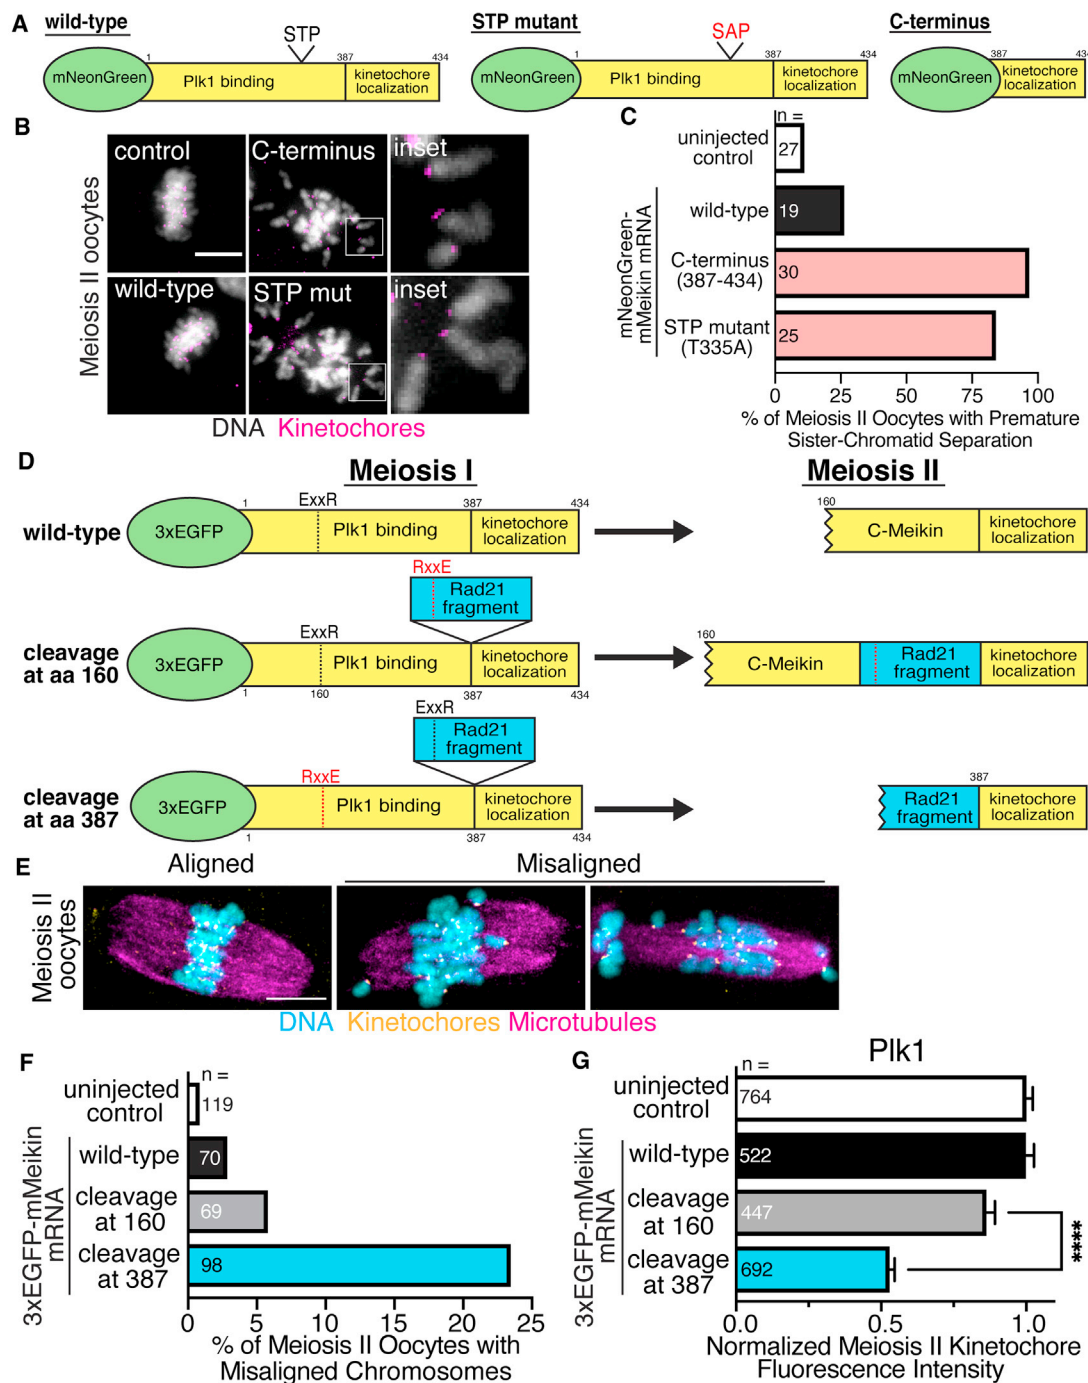 A
wild-type
STP
1
387
434
mNeonGreen
Plk1 binding
kinetochore
localization
STP mutant
SAP
1
387
434
mNeonGreen
Plk1 binding
kinetochore
localization
C-terminus
387
434
mNeonGreen
kinetochore
localization
B
Meiosis II oocytes
control
C-terminus
inset
wild-type
STP mut
inset
DNA Kinetochores
C
n =
uninjected
control
27
mNeonGreen-
mMeikin mRNA
wild-type
19
C-terminus
(387-434)
30
STP mutant
(T335A)
25
0 25 50 75 100
% of Meiosis II Oocytes with Premature
Sister-Chromatid Separation
D
Meiosis I
Meiosis II
wild-type
3xEGFP
1
ExxR
387
434
Plk1 binding
kinetochore
localization
160
C-Meikin
kinetochore
localization
RxxE
Rad21
fragment
cleavage
at aa 160
3xEGFP
ExxR
Plk1 binding
kinetochore
localization
1
160
387
434
160
C-Meikin
Rad21
fragment
kinetochore
localization
ExxR
Rad21
fragment
cleavage
at aa 387
3xEGFP
RxxE
Plk1 binding
kinetochore
localization
1
387
434
387
Rad21
fragment
kinetochore
localization
E
Aligned
Misaligned
Meiosis II
oocytes
DNA Kinetochores Microtubules
F
n =
uninjected
control
119
3xEGFP-mMeikin
mRNA
wild-type
70
cleavage
at 160
69
cleavage
at 387
98
0 5 10 15 20 25
% of Meiosis II Oocytes with
Misaligned Chromosomes
G
Plk1
n =
uninjected
control
764
3xEGFP-mMeikin
mRNA
wild-type
522
cleavage
at 160
447
cleavage
at 387
692
****
0.0 0.5 1.0
Normalized Meiosis II Kinetochore
Fluorescence Intensity